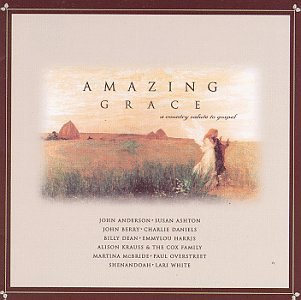 AMAZING
GRACE
a country salute to gospel
JOHN ANDERSON · SUSAN ASHTON
JOHN BERRY · CHARLIE DANIELS
BILLY DEAN · EMMYLOU HARRIS
ALISON KRAUSS & THE COX FAMILY
MARTINA MCBRIDE · PAUL OVERSTREET
SHENANDOAH · LARI WHITE